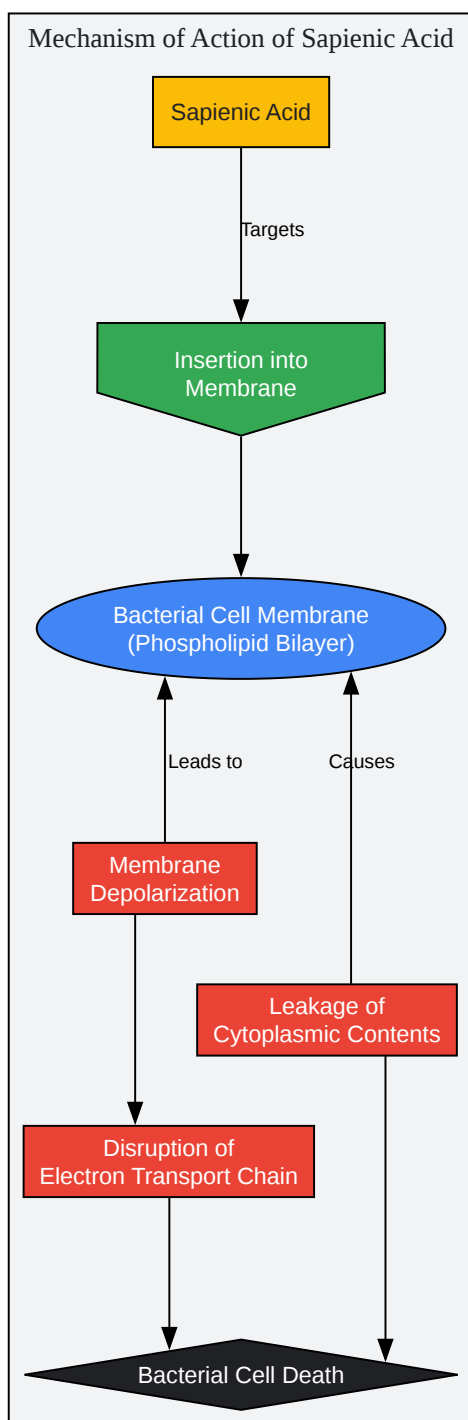 Mechanism of Action of Sapienic Acid
Sapienic Acid
Targets
Insertion into
Membrane
Bacterial Cell Membrane
(Phospholipid Bilayer)
Leads to
Causes
Membrane
Depolarization
Leakage of
Cytoplasmic Contents
Disruption of
Electron Transport Chain
Bacterial Cell Death